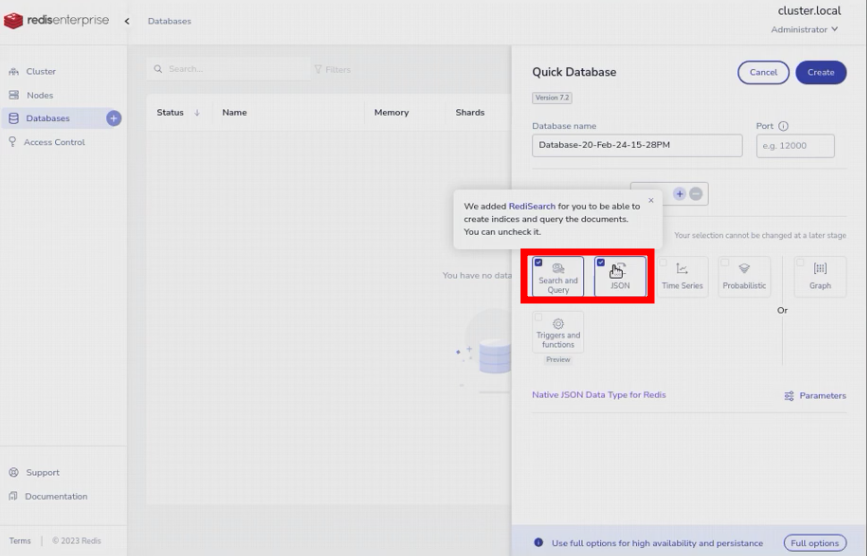 redisenterprise
Databases
cluster.local
Administrator
Cluster
Nodes
Databases
Access Control
Search...
Filters
Status
Name
Memory
Shards
You have no data
Quick Database
Cancel
Create
Version 7.2
Database name
Port
Database-20-Feb-24-15-28PM
e.g. 12000
We added RediSearch for you to be able to
create indices and query the documents.
You can uncheck it.
Your selection cannot be changed at a later stage
Search and
Query
JSON
Time Series
Probabilistic
Graph
Or
Triggers and
functions
Preview
Native JSON Data Type for Redis
Parameters
Support
Documentation
Terms
© 2023 Redis
Use full options for high availability and persistance
Full options